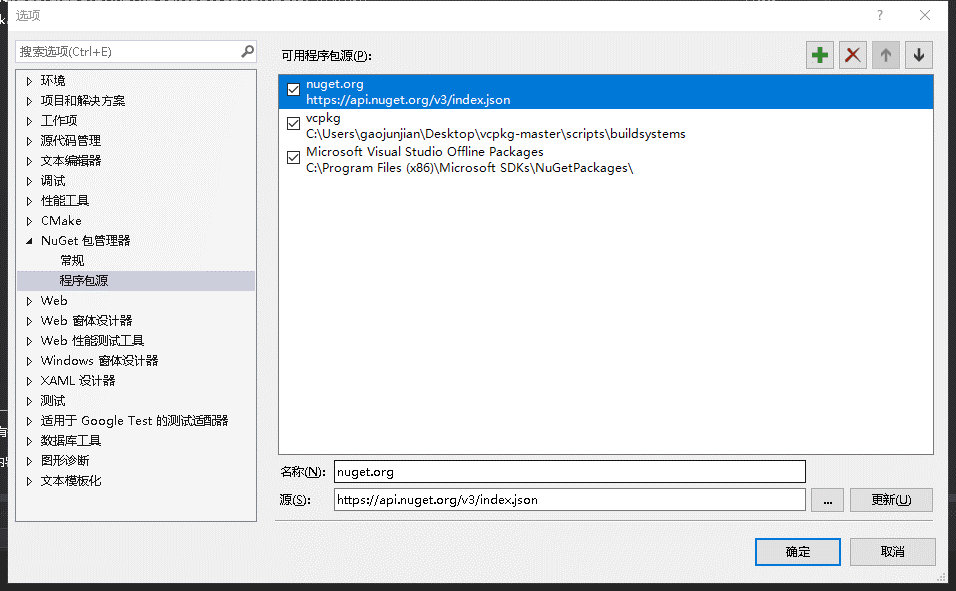 选项
搜索选项(Ctrl+E)
环境
项目和解决方案
工作项
源代码管理
文本编辑器
调试
性能工具
CMake
NuGet 包管理器
常规
程序包源
Web
Web 窗体设计器
Web 性能测试工具
Windows 窗体设计器
XAML 设计器
测试
适用于 Google Test 的测试适配器
数据库工具
图形诊断
文本模板化
可用程序包源(P):
nuget.org
https://api.nuget.org/v3/index.json
vcpkg
C:\Users\gaojunjian\Desktop\vcpkg-master\scripts\buildsystems
Microsoft Visual Studio Offline Packages
C:\Program Files (x86)\Microsoft SDKs\NuGetPackages\
名称(N): nuget.org
源(S): https://api.nuget.org/v3/index.json ... 更新(U)
确定 取消